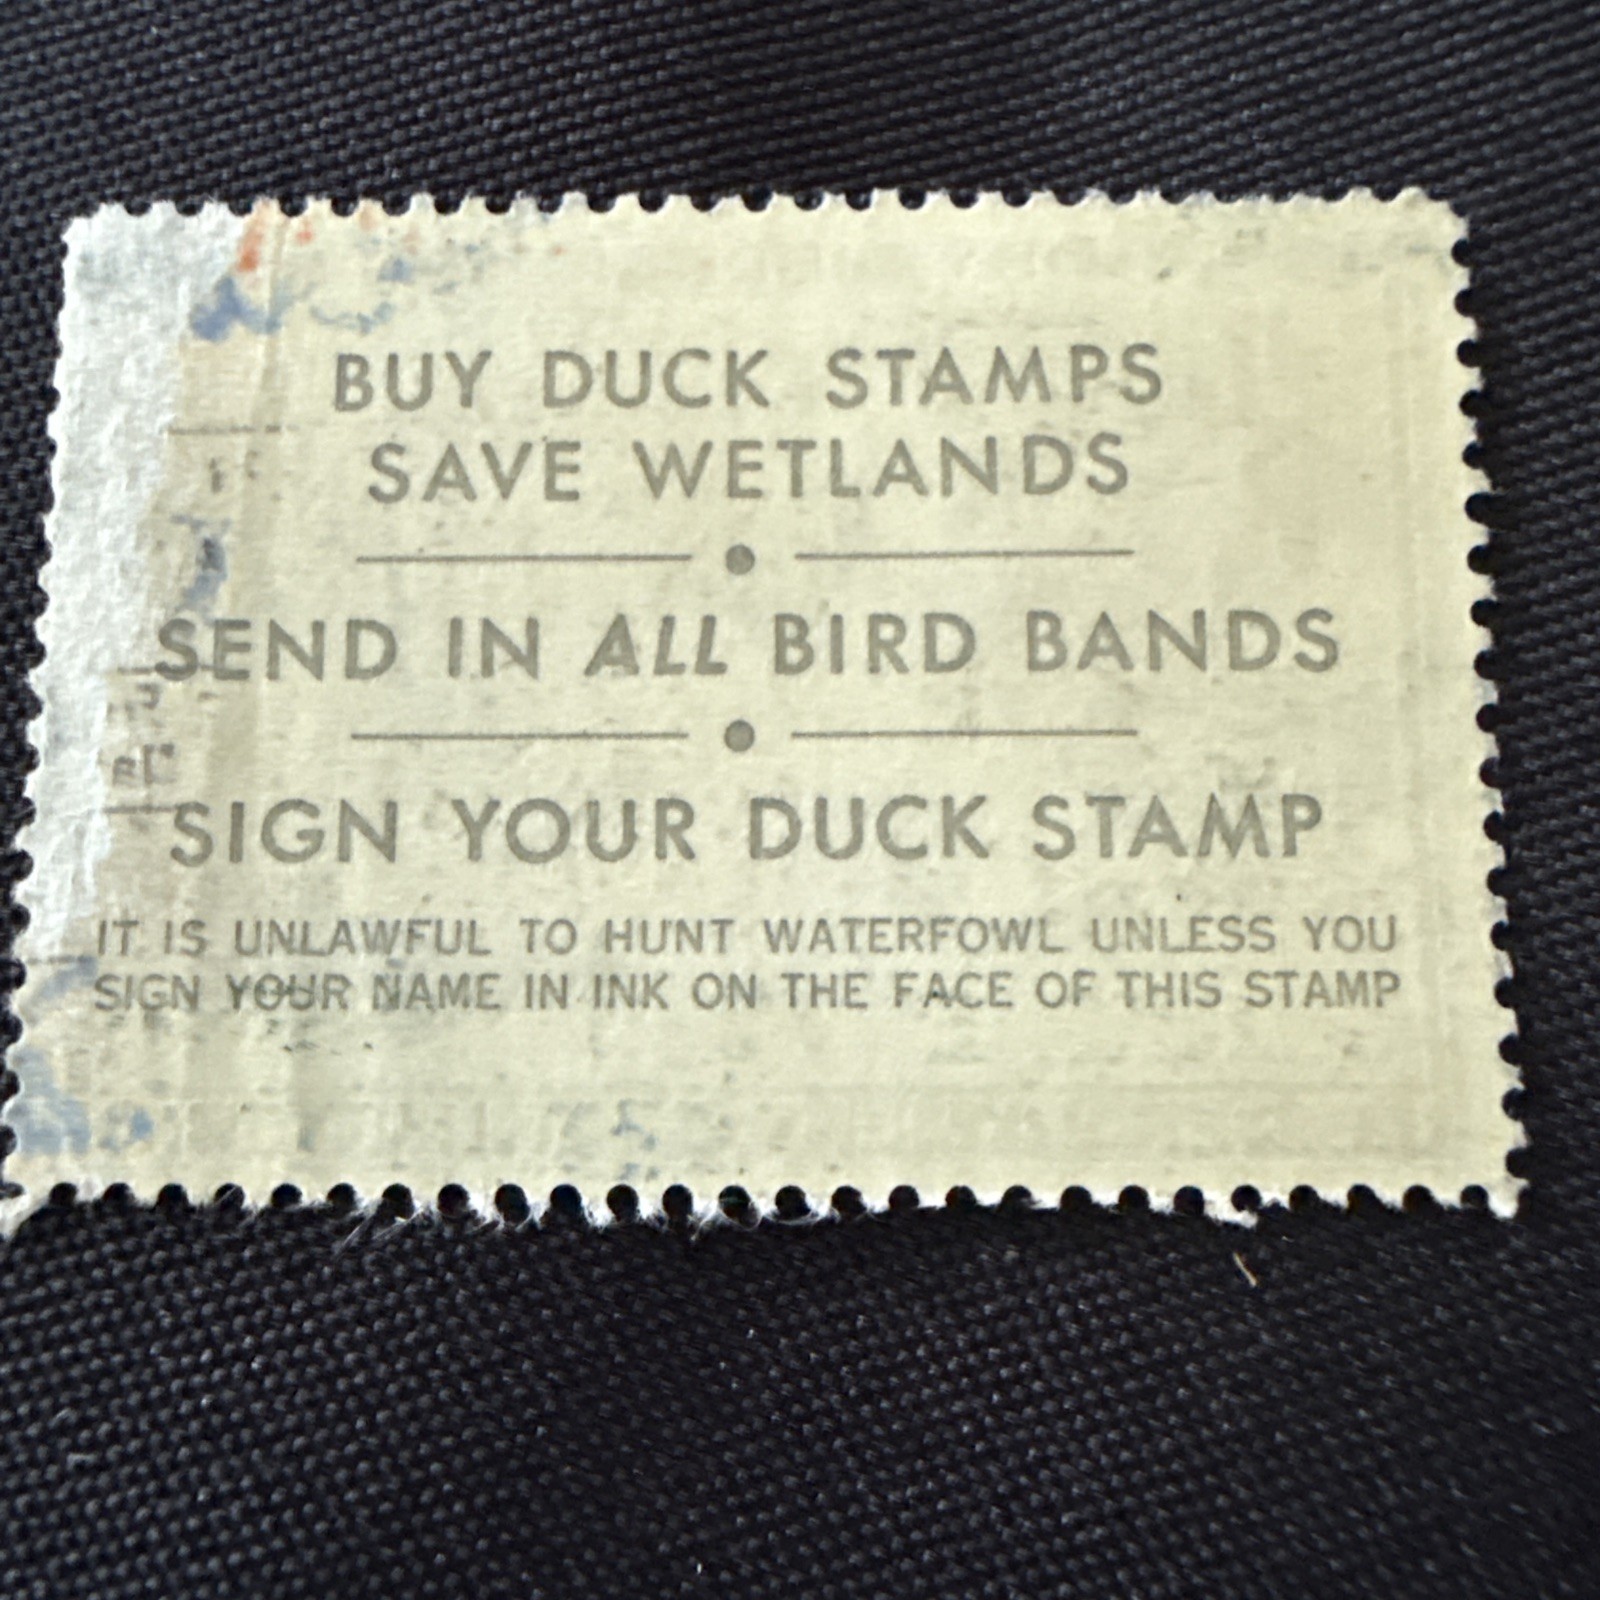 BUY DUCK STAMPS
SAVE WETLANDS
SEND IN ALL BIRD BANDS
SIGN YOUR DUCK STAMP
IT IS UNLAWFUL TO HUNT WATERFOWL UNLESS YOU
SIGN YOUR NAME IN INK ON THE FACE OF THIS STAMP